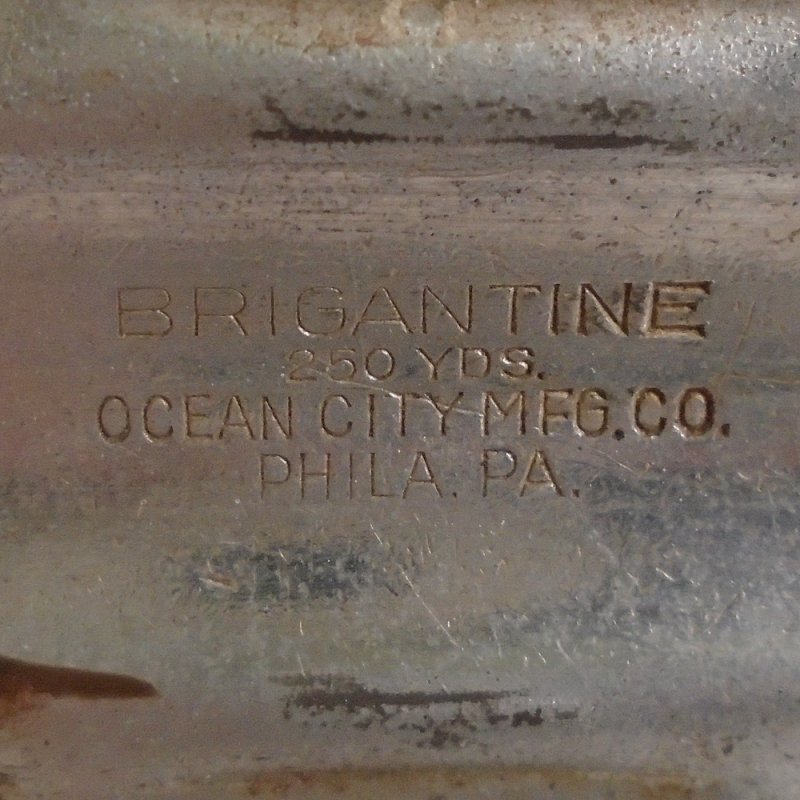 BRIGANTINE
250 YDS.
OCEAN CITY MFG. CO.
PHILA. PA.